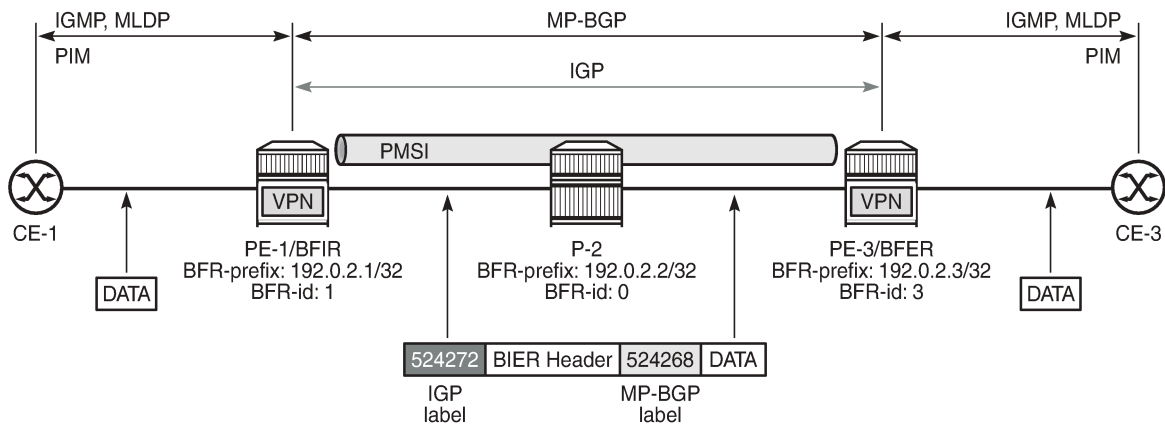 IGMP, MLDP
MP-BGP
IGMP, MLDP
PIM
PIM
IGP
PMSI
VPN
VPN
CE-1
CE-3
PE-1/BFIR
BFR-prefix: 192.0.2.1/32
BFR-id: 1
P-2
BFR-prefix: 192.0.2.2/32
BFR-id: 0
PE-3/BFER
BFR-prefix: 192.0.2.3/32
BFR-id: 3
DATA
DATA
524272 BIER Header 524268 DATA
IGP
label
MP-BGP
label